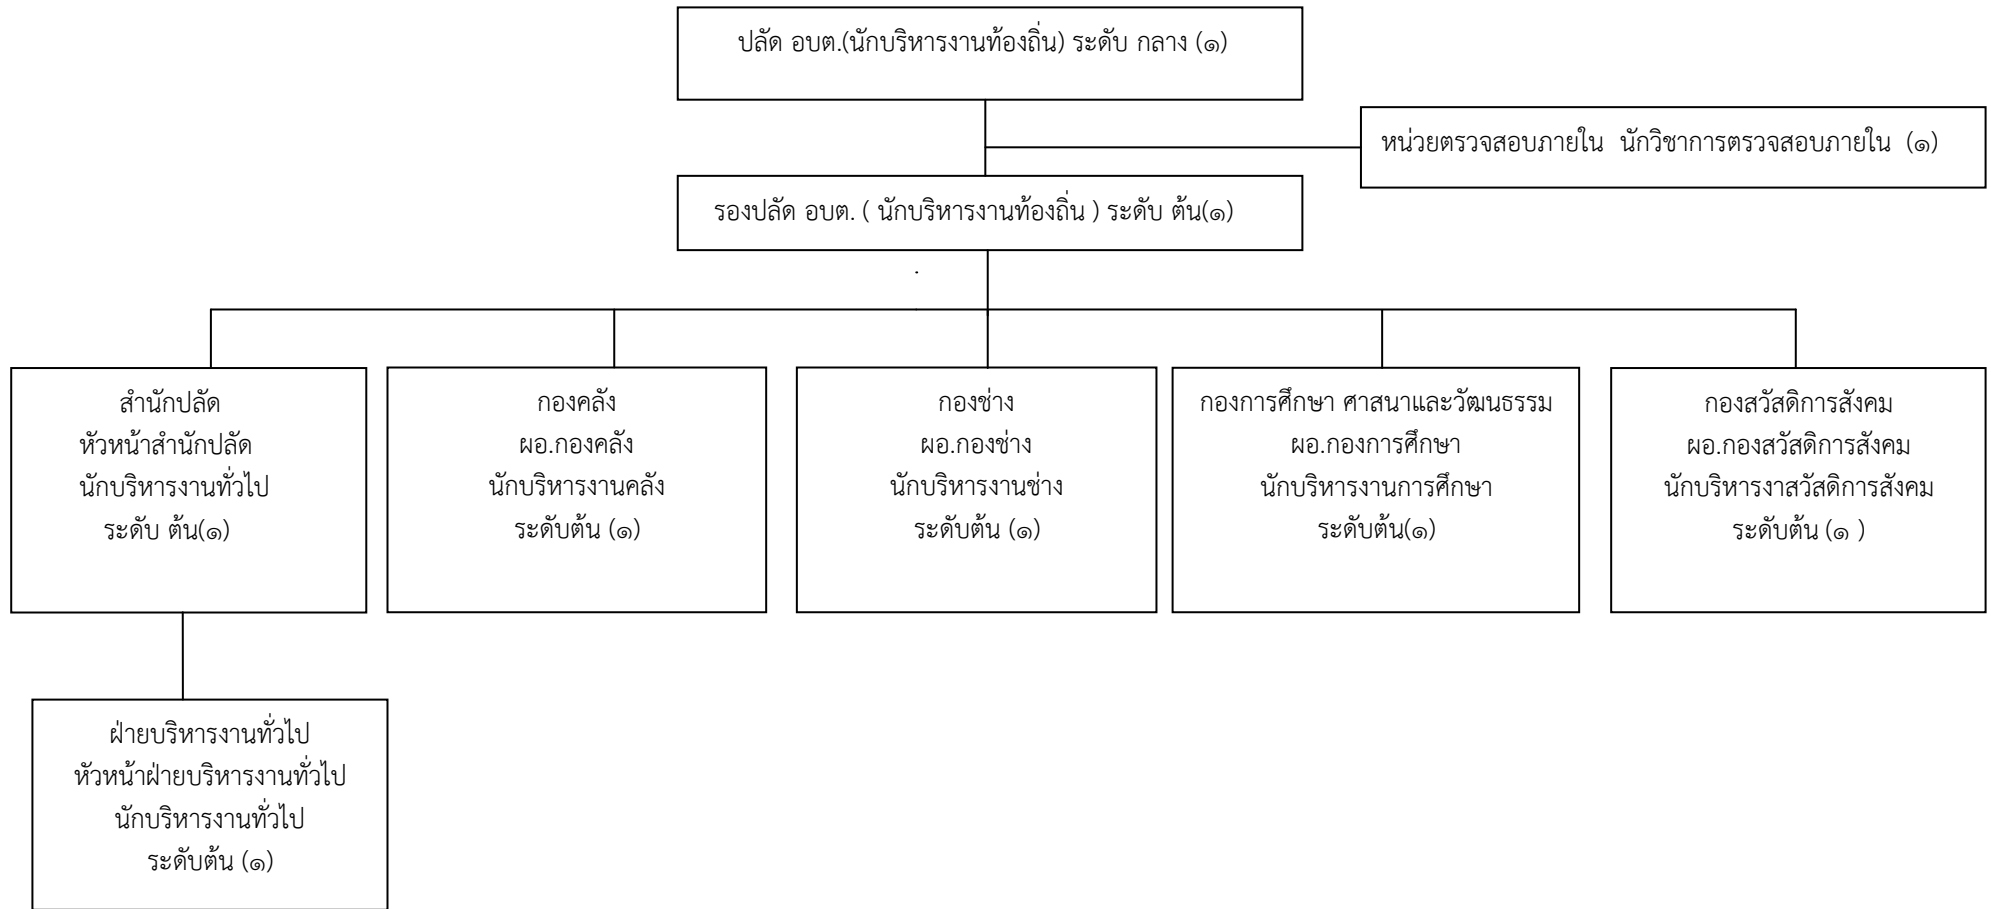 ปลัด อบต.(นักบริหารงานท้องถิ่น) ระดับ กลาง (๑)
หน่วยตรวจสอบภายใน นักวิชาการตรวจสอบภายใน (๑)
รองปลัด อบต. ( นักบริหารงานท้องถิ่น ) ระดับ ต้น(๑)
สำนักปลัด
หัวหน้าสำนักปลัด
นักบริหารงานทั่วไป
ระดับ ต้น(๑)
กองคลัง
ผอ.กองคลัง
นักบริหารงานคลัง
ระดับต้น (๑)
กองช่าง
ผอ.กองช่าง
นักบริหารงานช่าง
ระดับต้น (๑)
กองการศึกษา ศาสนาและวัฒนธรรม
ผอ.กองการศึกษา
นักบริหารงานการศึกษา
ระดับต้น(๑)
กองสวัสดิการสังคม
ผอ.กองสวัสดิการสังคม
นักบริหารงาสวัสดิการสังคม
ระดับต้น (๑ )
ฝ่ายบริหารงานทั่วไป
หัวหน้าฝ่ายบริหารงานทั่วไป
นักบริหารงานทั่วไป
ระดับต้น (๑)